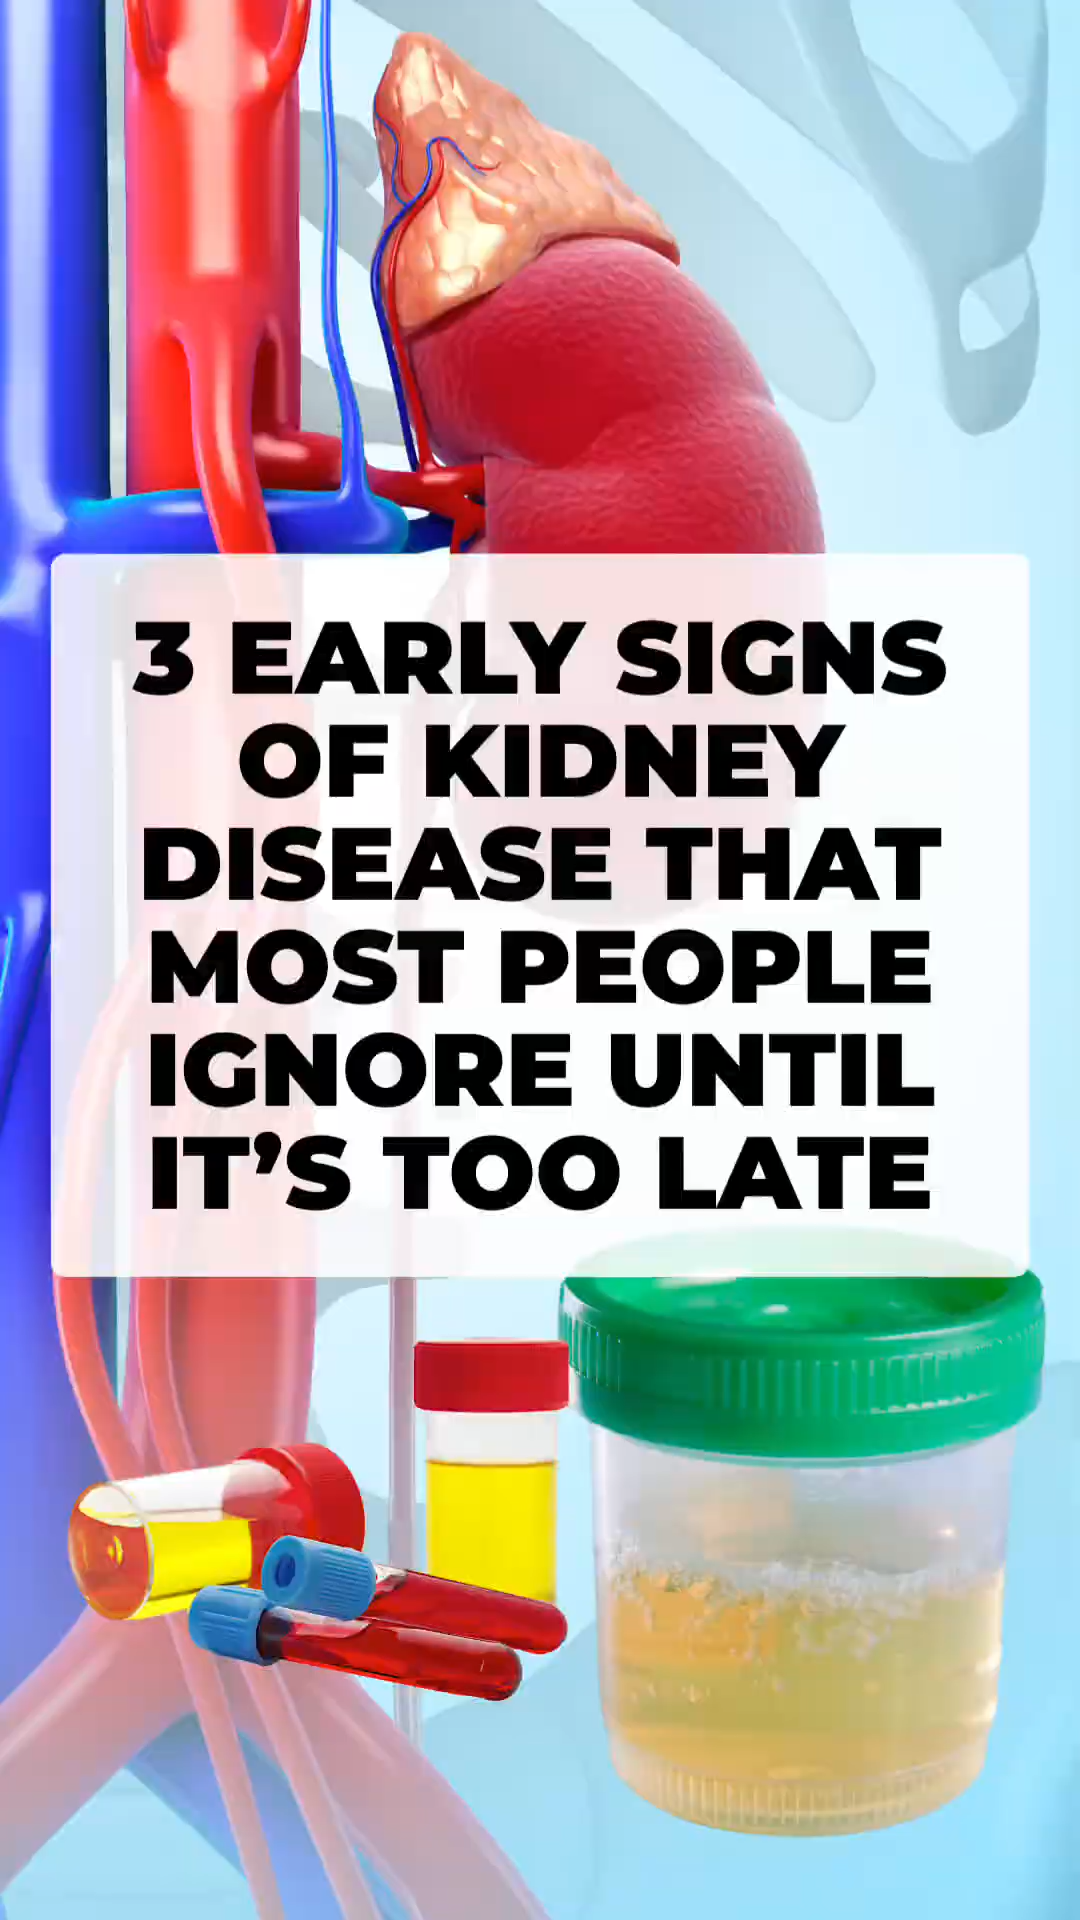 3 EARLY SIGNS
OF KIDNEY
DISEASE THAT
MOST PEOPLE
IGNORE UNTIL
IT’S TOO LATE